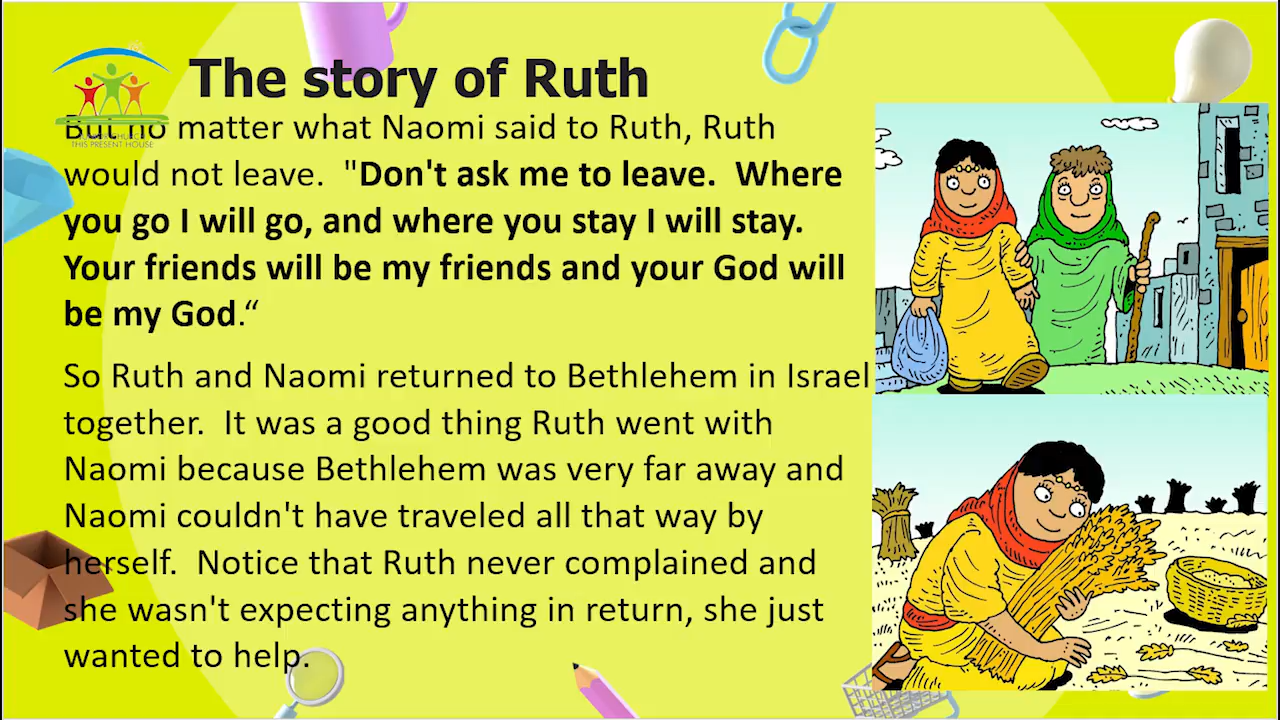 The story of Ruth
But no matter what Naomi said to Ruth, Ruth
THIS PRESENT HOUSE
would not leave.  "Don't ask me to leave.  Where
you go I will go, and where you stay I will stay.
Your friends will be my friends and your God will
be my God.“
So Ruth and Naomi returned to Bethlehem in Israel
together.  It was a good thing Ruth went with
Naomi because Bethlehem was very far away and
Naomi couldn't have traveled all that way by
herself.  Notice that Ruth never complained and
she wasn't expecting anything in return, she just
wanted to help.